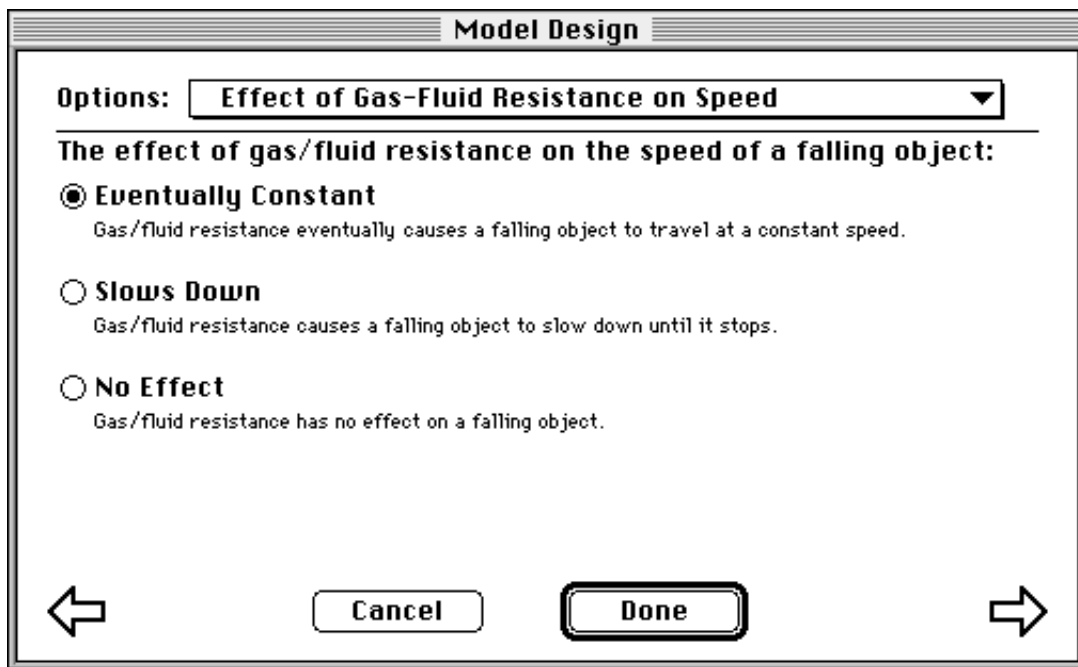 Model Design
Options: Effect of Gas-Fluid Resistance on Speed
The effect of gas/fluid resistance on the speed of a falling object:
Eventually Constant
Gas/fluid resistance eventually causes a falling object to travel at a constant speed.
Slows Down
Gas/fluid resistance causes a falling object to slow down until it stops.
No Effect
Gas/fluid resistance has no effect on a falling object.
Cancel Done